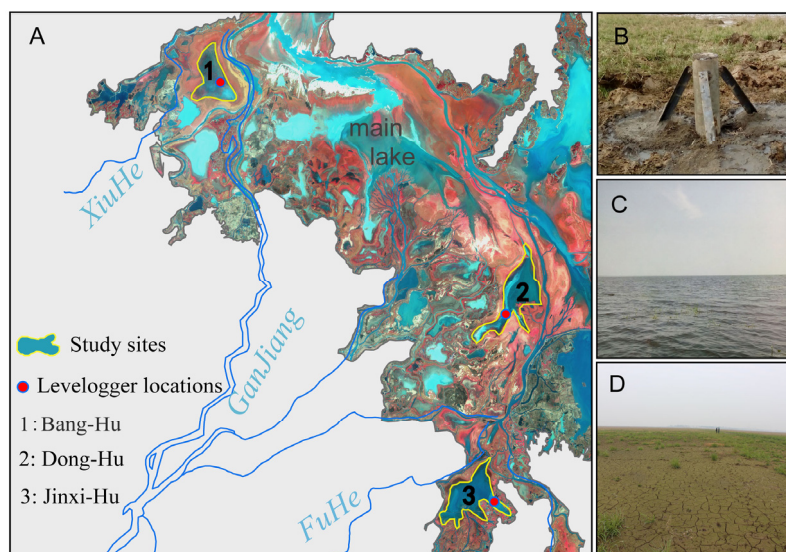 A
1
main
lake
XiuHe
2
GanJiang
Study sites
Levelogger locations
1: Bang-Hu
2: Dong-Hu
3: Jinxi-Hu
3
FuHe
B
C
D